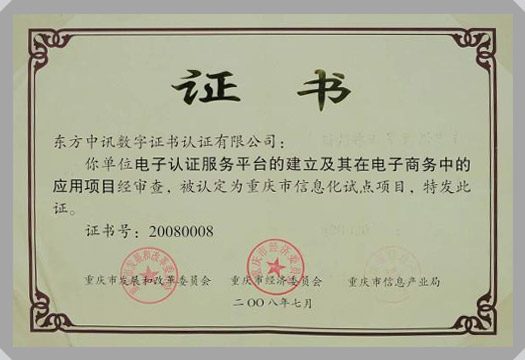 证 书
东方中讯数字证书认证有限公司：
你单位电子认证服务平台的建立及其在电子商务中的
应用项目经审查，被认定为重庆市信息化试点项目，特发此
证。
证书号：20080008
重庆市发展和改革委员会 重庆市经济委员会 重庆市信息产业局
二〇〇八年七月